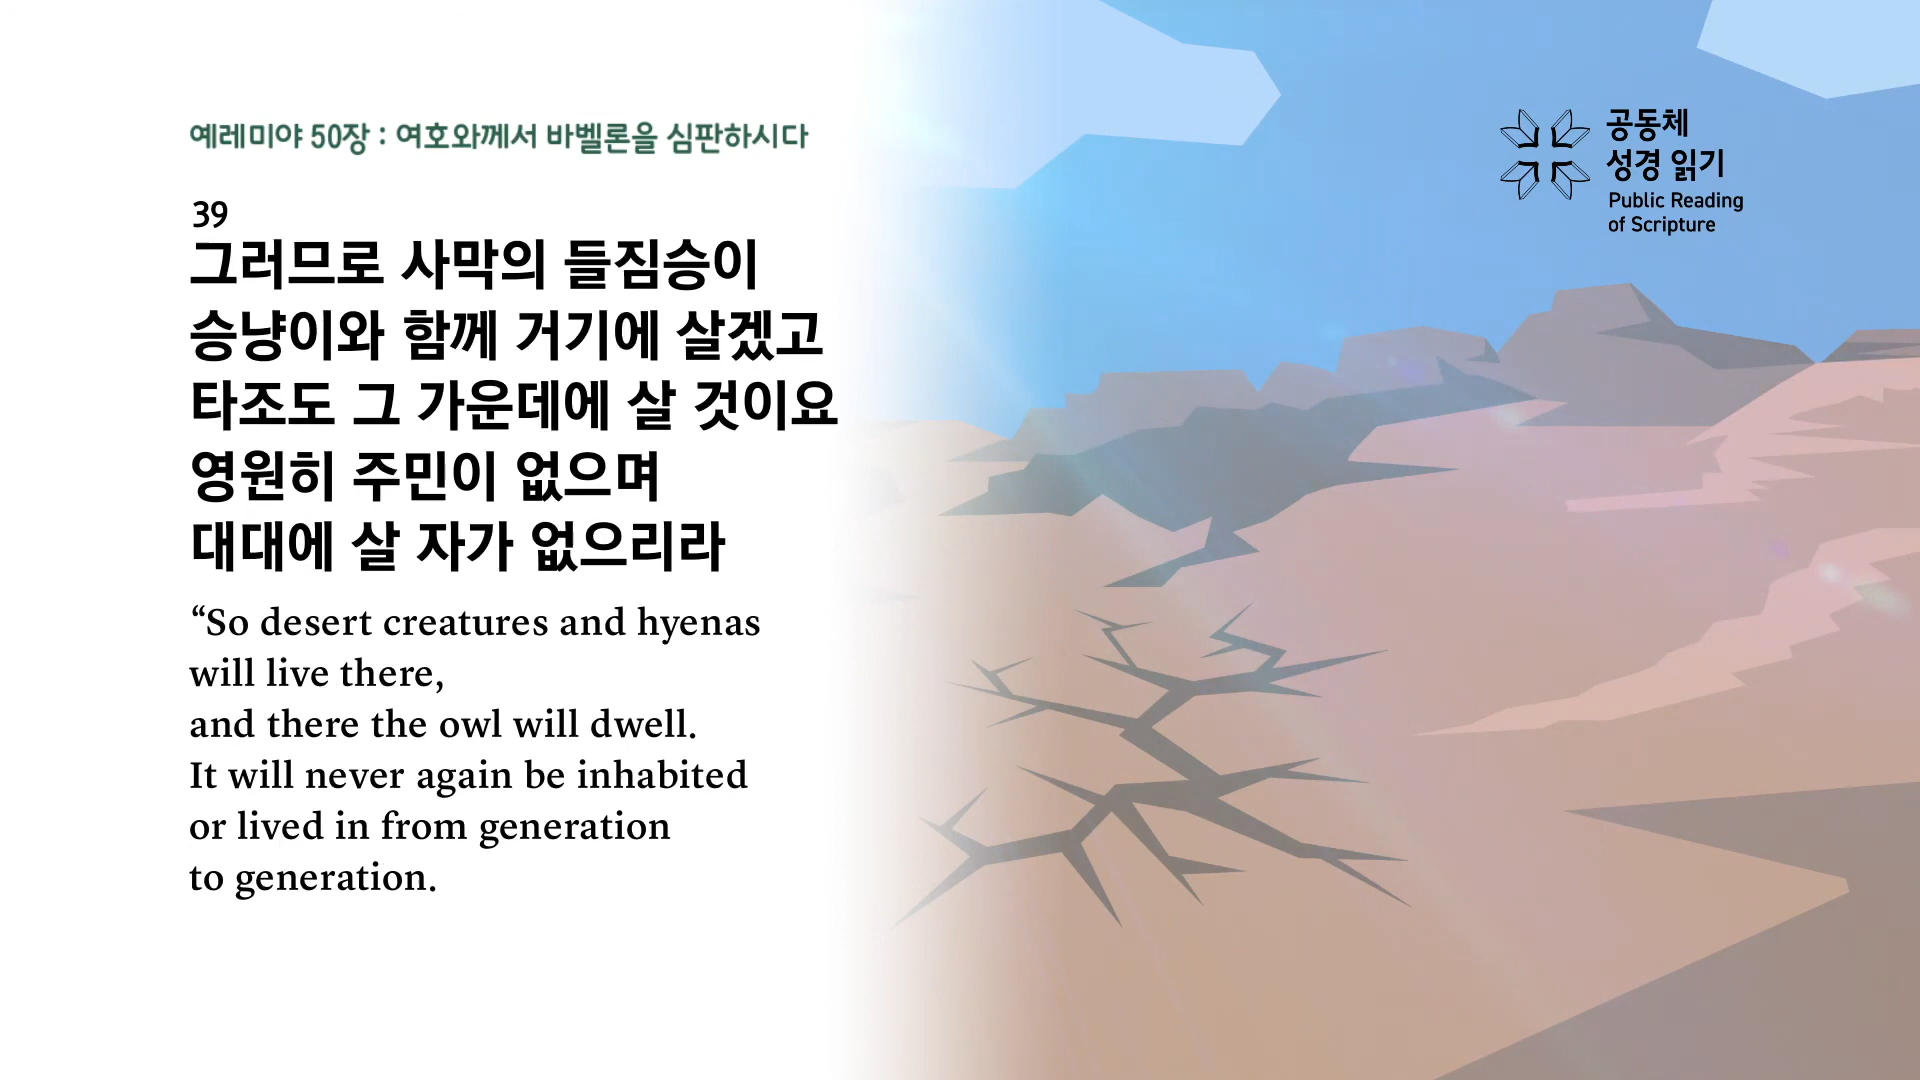 예레미야 50장 : 여호와께서 바벨론을 심판하시다
39
그러므로 사막의 들짐승이
승냥이와 함께 거기에 살겠고
타조도 그 가운데에 살 것이요
영원히 주민이 없으며
대대에 살 자가 없으리라
“So desert creatures and hyenas
will live there,
and there the owl will dwell.
It will never again be inhabited
or lived in from generation
to generation.
공동체
성경 읽기
Public Reading
of Scripture